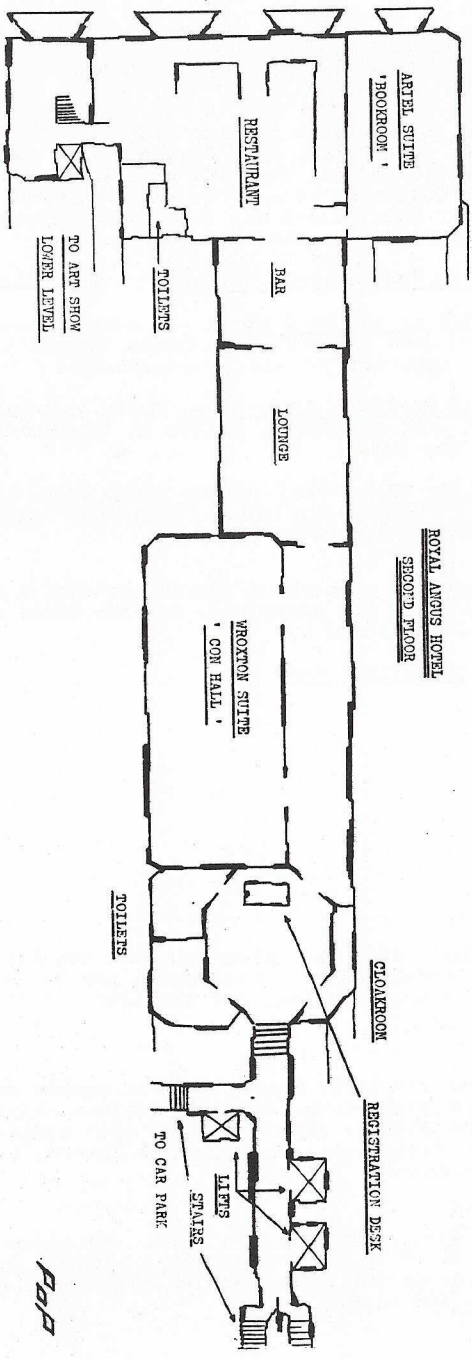 ROYAL ANGUS HOTEL
SECOND FLOOR
ARIEL SUITE
'BOOKROOM'
RESTAURANT
BAR
TOILETS
TO ART SHOW
LOWER LEVEL
LOUNGE
WROXTON SUITE
' CON HALL '
CLOAKROOM
TOILETS
REGISTRATION DESK
LIFTS
STAIRS
TO CAR PARK
PaP